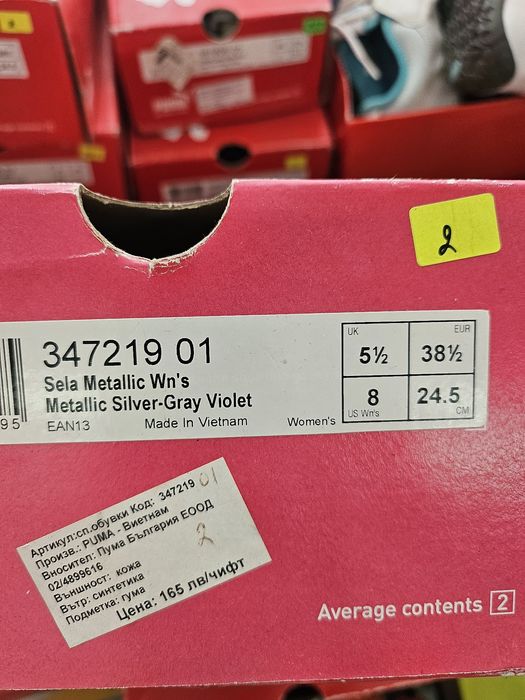 2
347219 01
Sela Metallic Wn's
Metallic Silver-Gray Violet
95
EAN13 Made In Vietnam Women's
UK EUR
5½ 38½
8 24.5
US Wn's CM
Артикул:сп.обувки Код: 347219 01
Произв.: PUMA - Виетнам
Вносител: Пума България ЕООД
02/4899616 2
Външност: кожа
Вътр: синтетика
Подметка: гума
Цена: 165 лв/чифт
Average contents 2